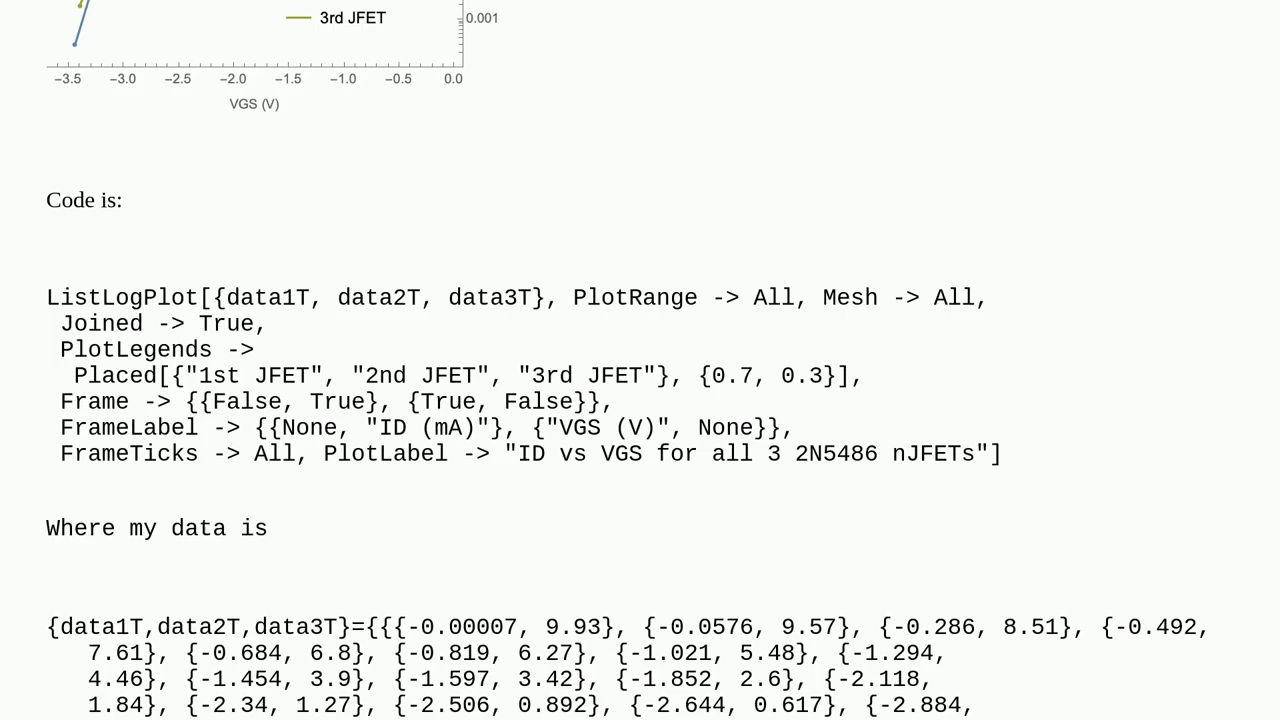 3rd JFET
0.001
−3.5 −3.0 −2.5 −2.0 −1.5 −1.0 −0.5 0.0
VGS (V)
Code is:
ListLogPlot[{data1T, data2T, data3T}, PlotRange -> All, Mesh -> All,
Joined -> True,
PlotLegends ->
Placed[{"1st JFET", "2nd JFET", "3rd JFET"}, {0.7, 0.3}],
Frame -> {{False, True}, {True, False}},
FrameLabel -> {{None, "ID (mA)"}, {"VGS (V)", None}},
FrameTicks -> All, PlotLabel -> "ID vs VGS for all 3 2N5486 nJFETs"]
Where my data is
{data1T,data2T,data3T}={{{-0.00007, 9.93}, {-0.0576, 9.57}, {-0.286, 8.51}, {-0.492,
7.61}, {-0.684, 6.8}, {-0.819, 6.27}, {-1.021, 5.48}, {-1.294,
4.46}, {-1.454, 3.9}, {-1.597, 3.42}, {-1.852, 2.6}, {-2.118,
1.84}, {-2.34, 1.27}, {-2.506, 0.892}, {-2.644, 0.617}, {-2.884,